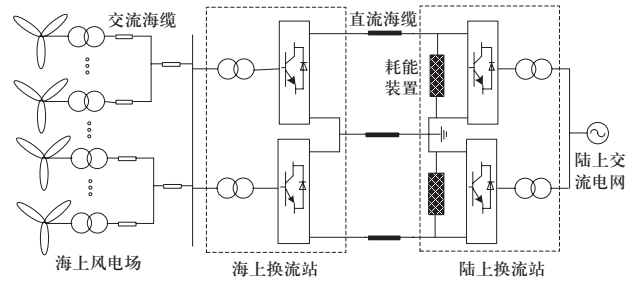 交流海缆
直流海缆
耗能
装置
陆上交
流电网
海上风电场
海上换流站
陆上换流站